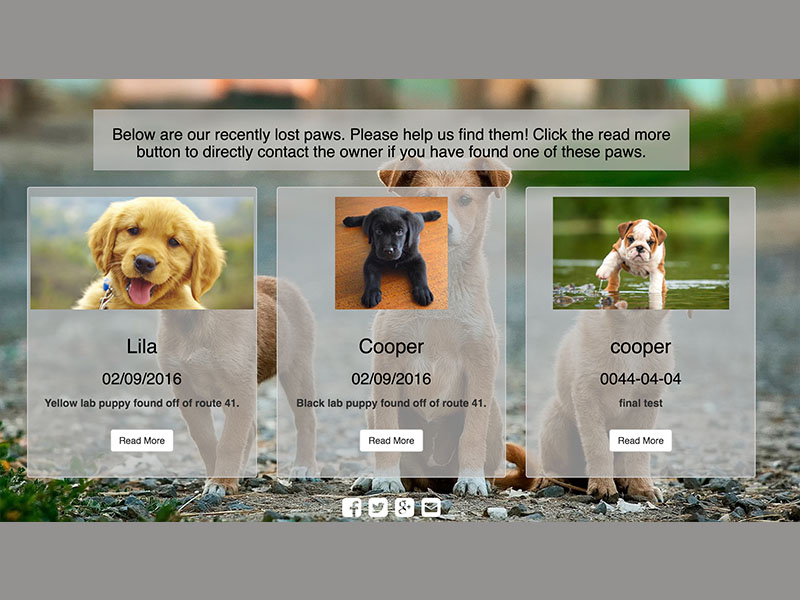 Below are our recently lost paws. Please help us find them! Click the read more
button to directly contact the owner if you have found one of these paws.
Lila
02/09/2016
Yellow lab puppy found off of route 41.
Read More
Cooper
02/09/2016
Black lab puppy found off of route 41.
Read More
cooper
0044-04-04
final test
Read More